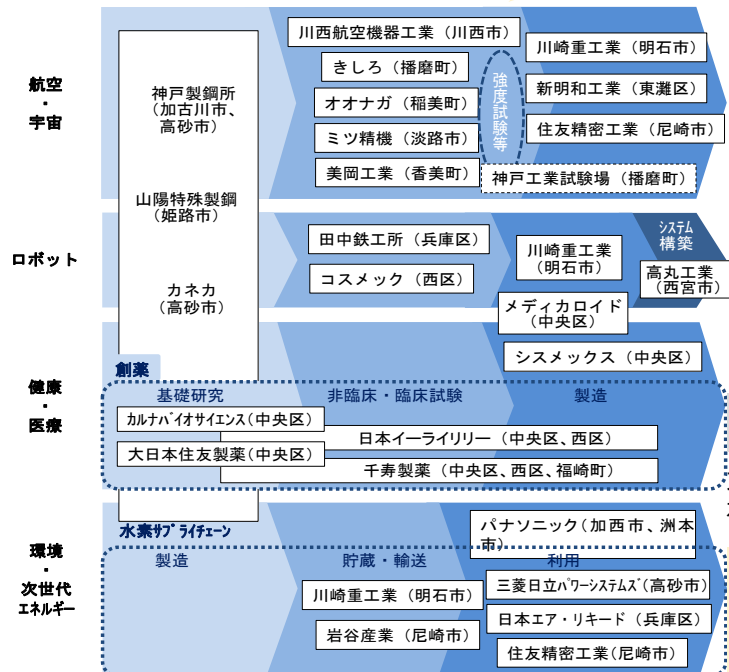 航空
・
宇宙
神戸製鋼所
(加古川市、
高砂市)
山陽特殊製鋼
(姫路市)
カネカ
(高砂市)
川西航空機器工業（川西市）
きしろ（播磨町）
オオナガ（稲美町）
ミツ精機（淡路市）
美岡工業（香美町）
強度試験等
川崎重工業（明石市）
新明和工業（東灘区）
住友精密工業（尼崎市）
神戸工業試験場（播磨町）
ロボット
田中鉄工所（兵庫区）
コスメック（西区）
川崎重工業
(明石市)
システム
構築
高丸工業
(西宮市)
メディカロイド
(中央区)
健康
・
医療
シスメックス（中央区）
創薬
基礎研究
非臨床・臨床試験
製造
カルナバイオサイエンス(中央区)
大日本住友製薬(中央区)
日本イーライリリー（中央区、西区）
千寿製薬（中央区、西区、福崎町）
環境
・
次世代
エネルギー
水素サプライチェーン
製造
貯蔵・輸送
利用
パナソニック(加西市、洲本
市)
川崎重工業（明石市）
岩谷産業（尼崎市）
三菱日立パワーシステムズ(高砂市)
日本エア・リキード（兵庫区）
住友精密工業(尼崎市)